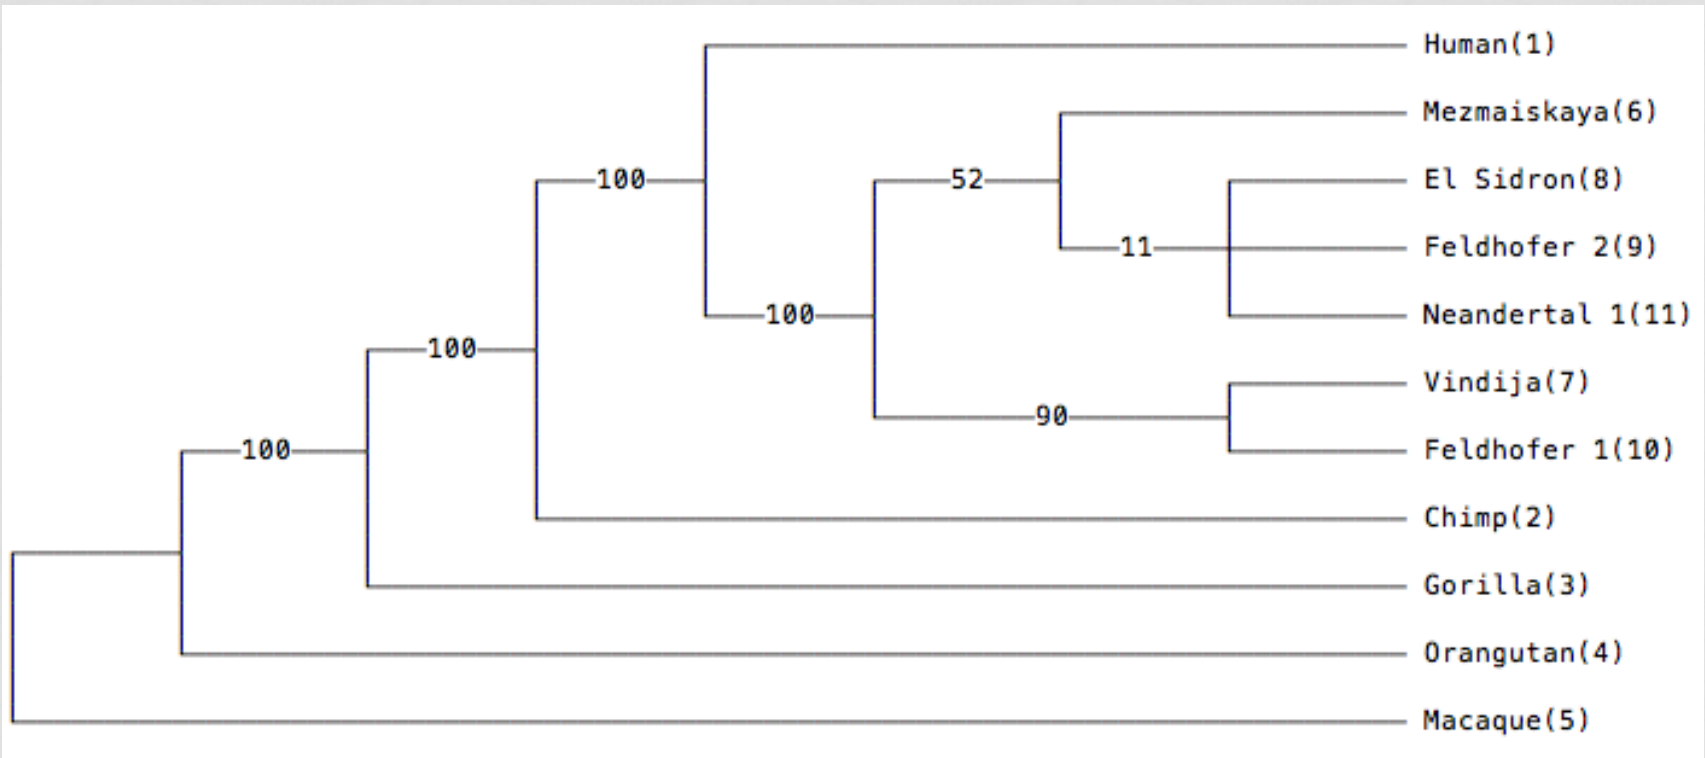 Human(1)
Mezmaiskaya(6)
100
52
El Sidron(8)
11
Feldhofer 2(9)
100
Neandertal 1(11)
100
Vindija(7)
90
100
Feldhofer 1(10)
Chimp(2)
Gorilla(3)
Orangutan(4)
Macaque(5)